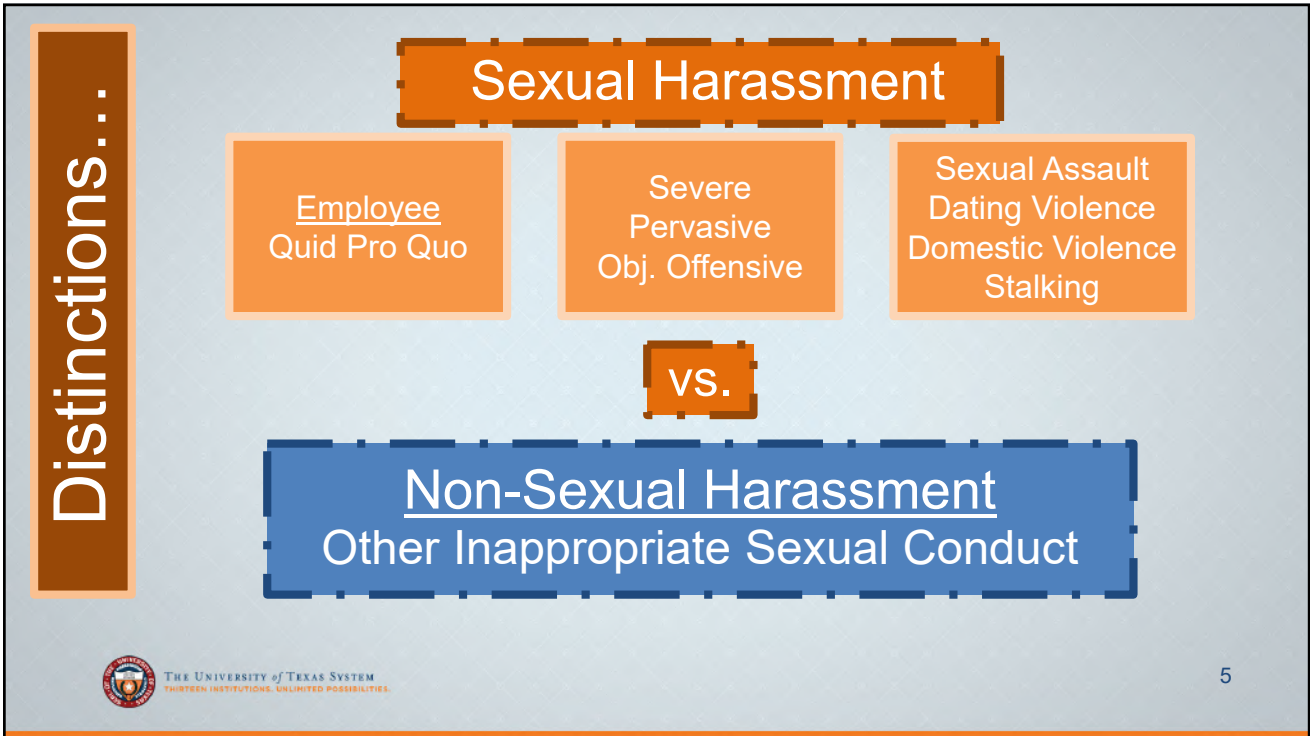 Distinctions...
Sexual Harassment
Employee
Quid Pro Quo
Severe
Pervasive
Obj. Offensive
Sexual Assault
Dating Violence
Domestic Violence
Stalking
vs.
Non-Sexual Harassment
Other Inappropriate Sexual Conduct
THE UNIVERSITY of TEXAS SYSTEM
THIRTEEN INSTITUTIONS. UNLIMITED POSSIBILITIES.
5